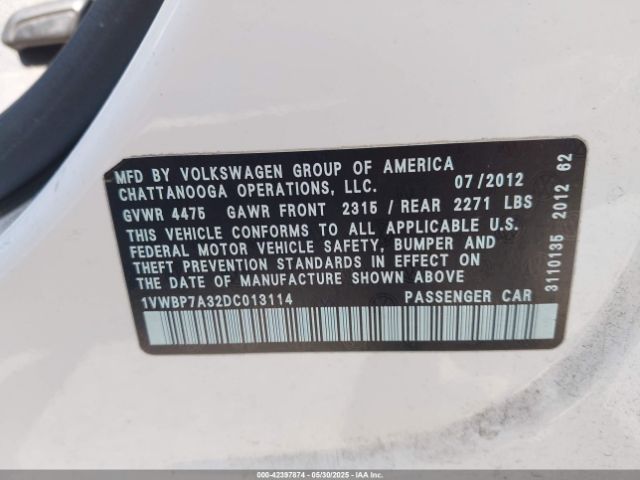 MFD BY VOLKSWAGEN GROUP OF AMERICA
CHATTANOOGA OPERATIONS, LLC. 07/2012
GVWR 4475 GAWR FRONT 2315 / REAR 2271 LBS
THIS VEHICLE CONFORMS TO ALL APPLICABLE U.S.
FEDERAL MOTOR VEHICLE SAFETY, BUMPER AND
THEFT PREVENTION STANDARDS IN EFFECT ON
THE DATE OF MANUFACTURE SHOWN ABOVE
1VWBP7A32DC013114 PASSENGER CAR
3110135 2012 62
000-42397874 | 05/30/2025 - IAAI, Inc.